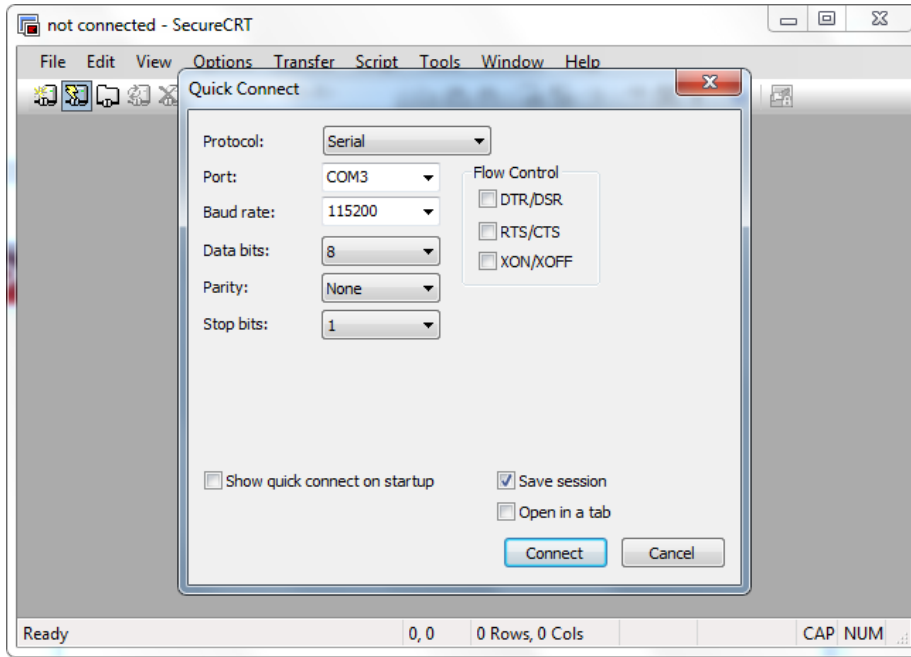 not connected - SecureCRT
File Edit View Options Transfer Script Tools Window Help
Quick Connect
Protocol: Serial
Port: COM3
Flow Control
DTR/DSR
Baud rate: 115200
RTS/CTS
Data bits: 8
XON/XOFF
Parity: None
Stop bits: 1
Show quick connect on startup
Save session
Open in a tab
Connect Cancel
Ready 0, 0 0 Rows, 0 Cols CAP NUM